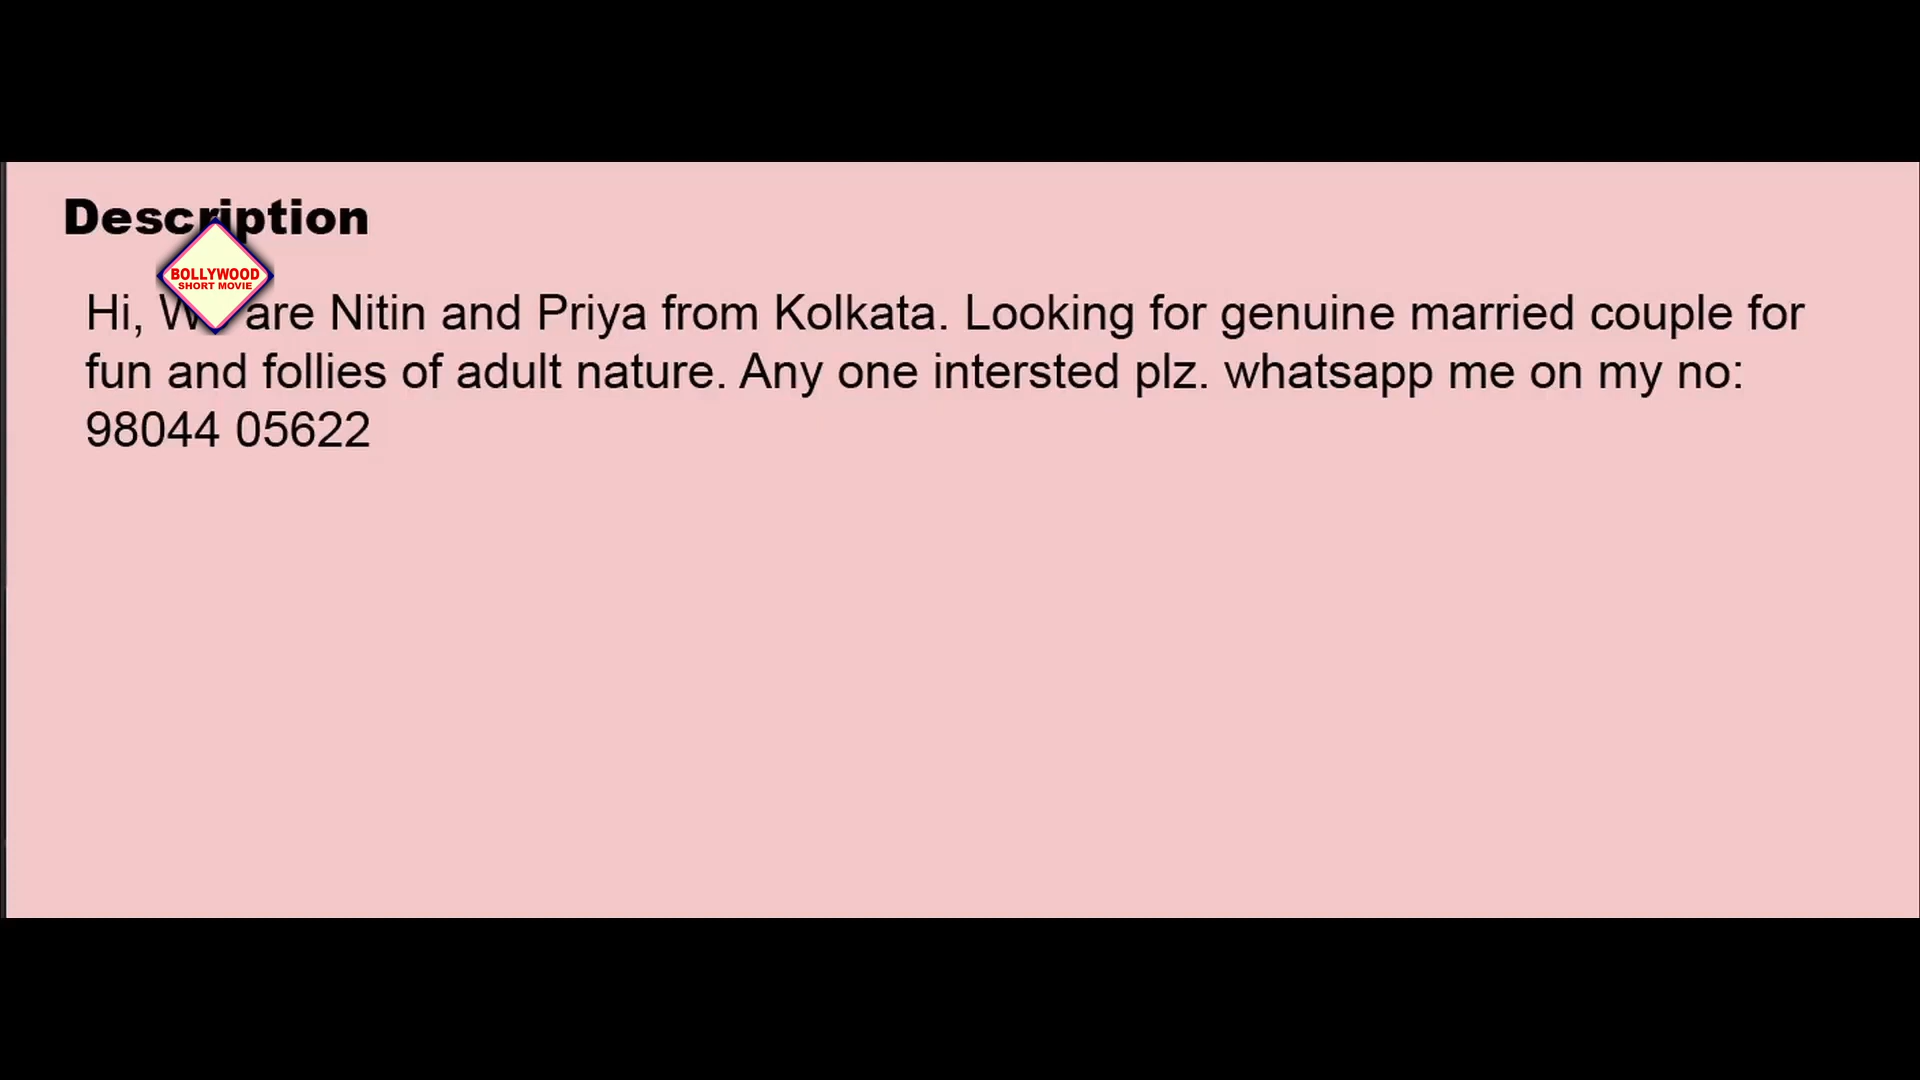 Description
BOLLYWOOD
SHORT MOVIE
Hi, We are Nitin and Priya from Kolkata. Looking for genuine married couple for
fun and follies of adult nature. Any one intersted plz. whatsapp me on my no:
98044 05622